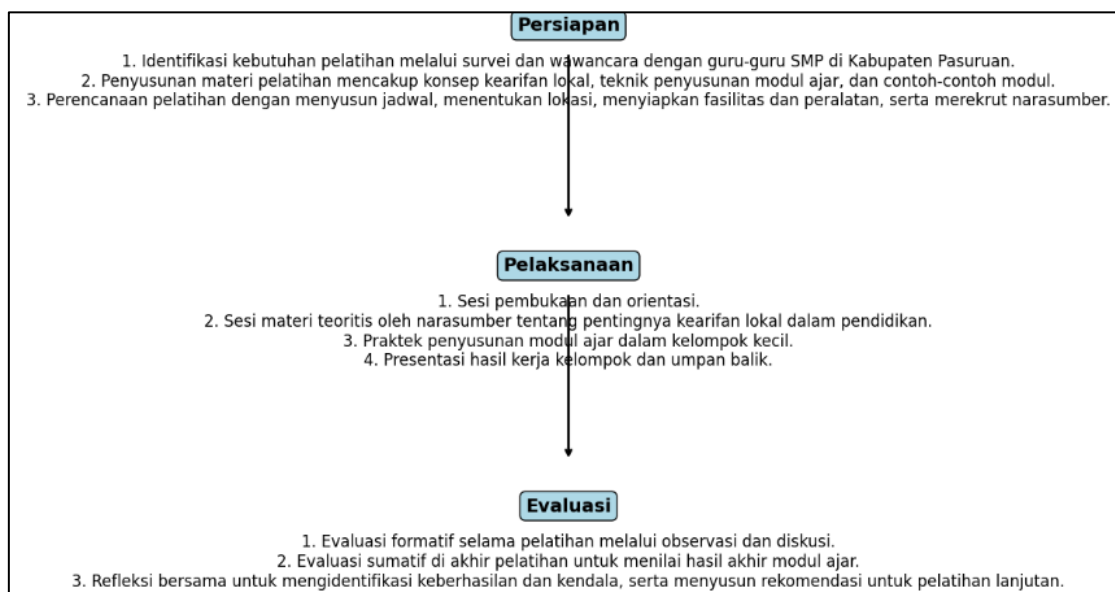 Persiapan
1. Identifikasi kebutuhan pelatihan melalui survei dan wawancara dengan guru-guru SMP di Kabupaten Pasuruan.
2. Penyusunan materi pelatihan mencakup konsep kearifan lokal, teknik penyusunan modul ajar, dan contoh-contoh modul.
3. Perencanaan pelatihan dengan menyusun jadwal, menentukan lokasi, menyiapkan fasilitas dan peralatan, serta merekrut narasumber.
Pelaksanaan
1. Sesi pembukaan dan orientasi.
2. Sesi materi teoritis oleh narasumber tentang pentingnya kearifan lokal dalam pendidikan.
3. Praktek penyusunan modul ajar dalam kelompok kecil.
4. Presentasi hasil kerja kelompok dan umpan balik.
Evaluasi
1. Evaluasi formatif selama pelatihan melalui observasi dan diskusi.
2. Evaluasi sumatif di akhir pelatihan untuk menilai hasil akhir modul ajar.
3. Refleksi bersama untuk mengidentifikasi keberhasilan dan kendala, serta menyusun rekomendasi untuk pelatihan lanjutan.